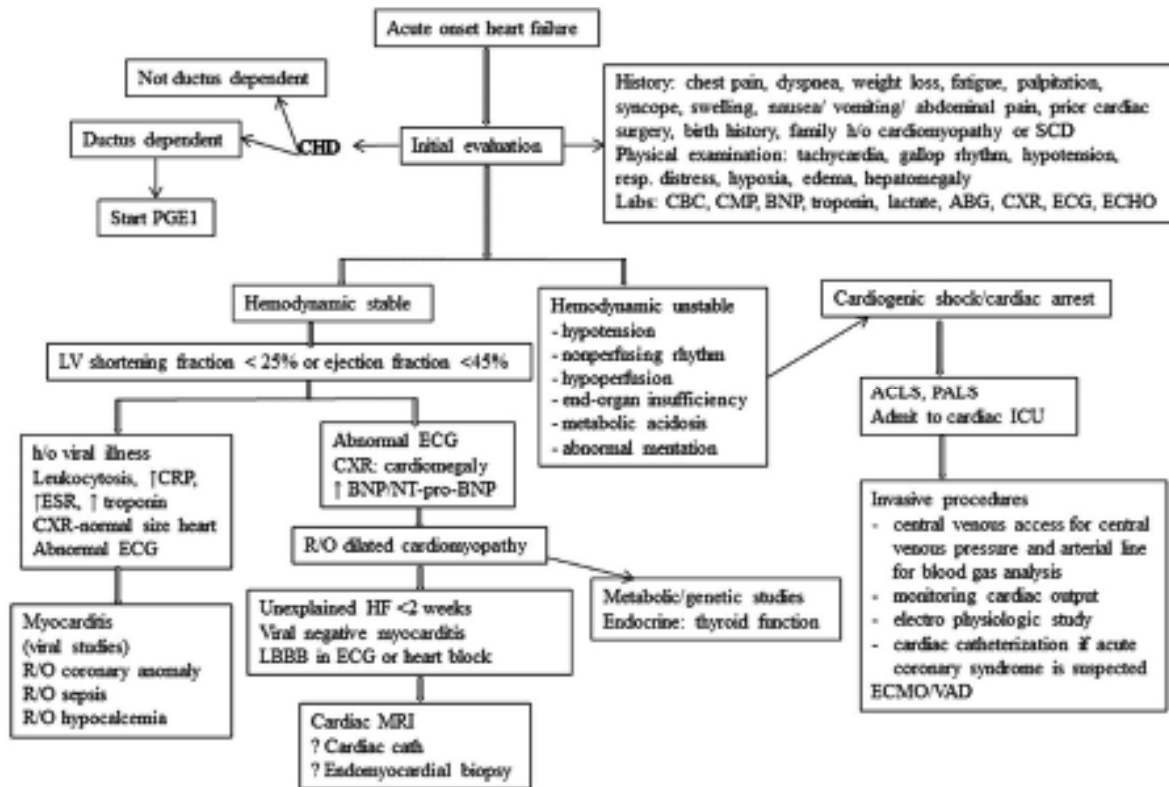 Acute onset heart failure
Not ductus dependent
History: chest pain, dyspnea, weight loss, fatigue, palpitation,
syncope, swelling, nausea/ vomiting/ abdominal pain, prior cardiac
surgery, birth history, family h/o cardiomyopathy or SCD
Physical examination: tachycardia, gallop rhythm, hypotension,
resp. distress, hypoxia, edema, hepatomegaly
Labs: CBC, CMP, BNP, troponin, lactate, ABG, CXR, ECG, ECHO
Ductus dependent
CHD
Initial evaluation
Start PGE1
Hemodynamic stable
Hemodynamic unstable
- hypotension
- nonperfusing rhythm
- hypoperfusion
- end-organ insufficiency
- metabolic acidosis
- abnormal mentation
Cardiogenic shock/cardiac arrest
LV shortening fraction < 25% or ejection fraction <45%
ACLS, PALS
Admit to cardiac ICU
h/o viral illness
Leukocytosis, ↑CRP,
↑ESR, ↑ troponin
CXR-normal size heart
Abnormal ECG
Abnormal ECG
CXR: cardiomegaly
↑ BNP/NT-pro-BNP
Invasive procedures
- central venous access for central
venous pressure and arterial line
for blood gas analysis
- monitoring cardiac output
- electro physiologic study
- cardiac catheterization if acute
coronary syndrome is suspected
ECMO/VAD
R/O dilated cardiomyopathy
Metabolic/genetic studies
Endocrine: thyroid function
Myocarditis
(viral studies)
R/O coronary anomaly
R/O sepsis
R/O hypocalcemia
Unexplained HF <2 weeks
Viral negative myocarditis
LBBB in ECG or heart block
Cardiac MRI
? Cardiac cath
? Endomyocardial biopsy